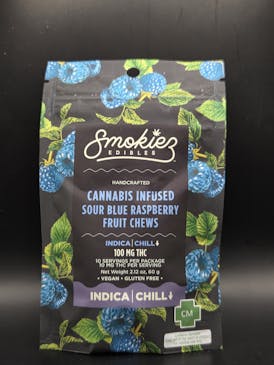 Smokiez
EDIBLES
HANDCRAFTED
CANNABIS INFUSED
SOUR BLUE RASPBERRY
FRUIT CHEWS
INDICA | CHILL
100 MG THC
10 SERVINGS PER PACKAGE
10 MG THC PER SERVING
Net Weight 2.12 oz, 60 g
• VEGAN • GLUTEN FREE •
INDICA | CHILL
CM